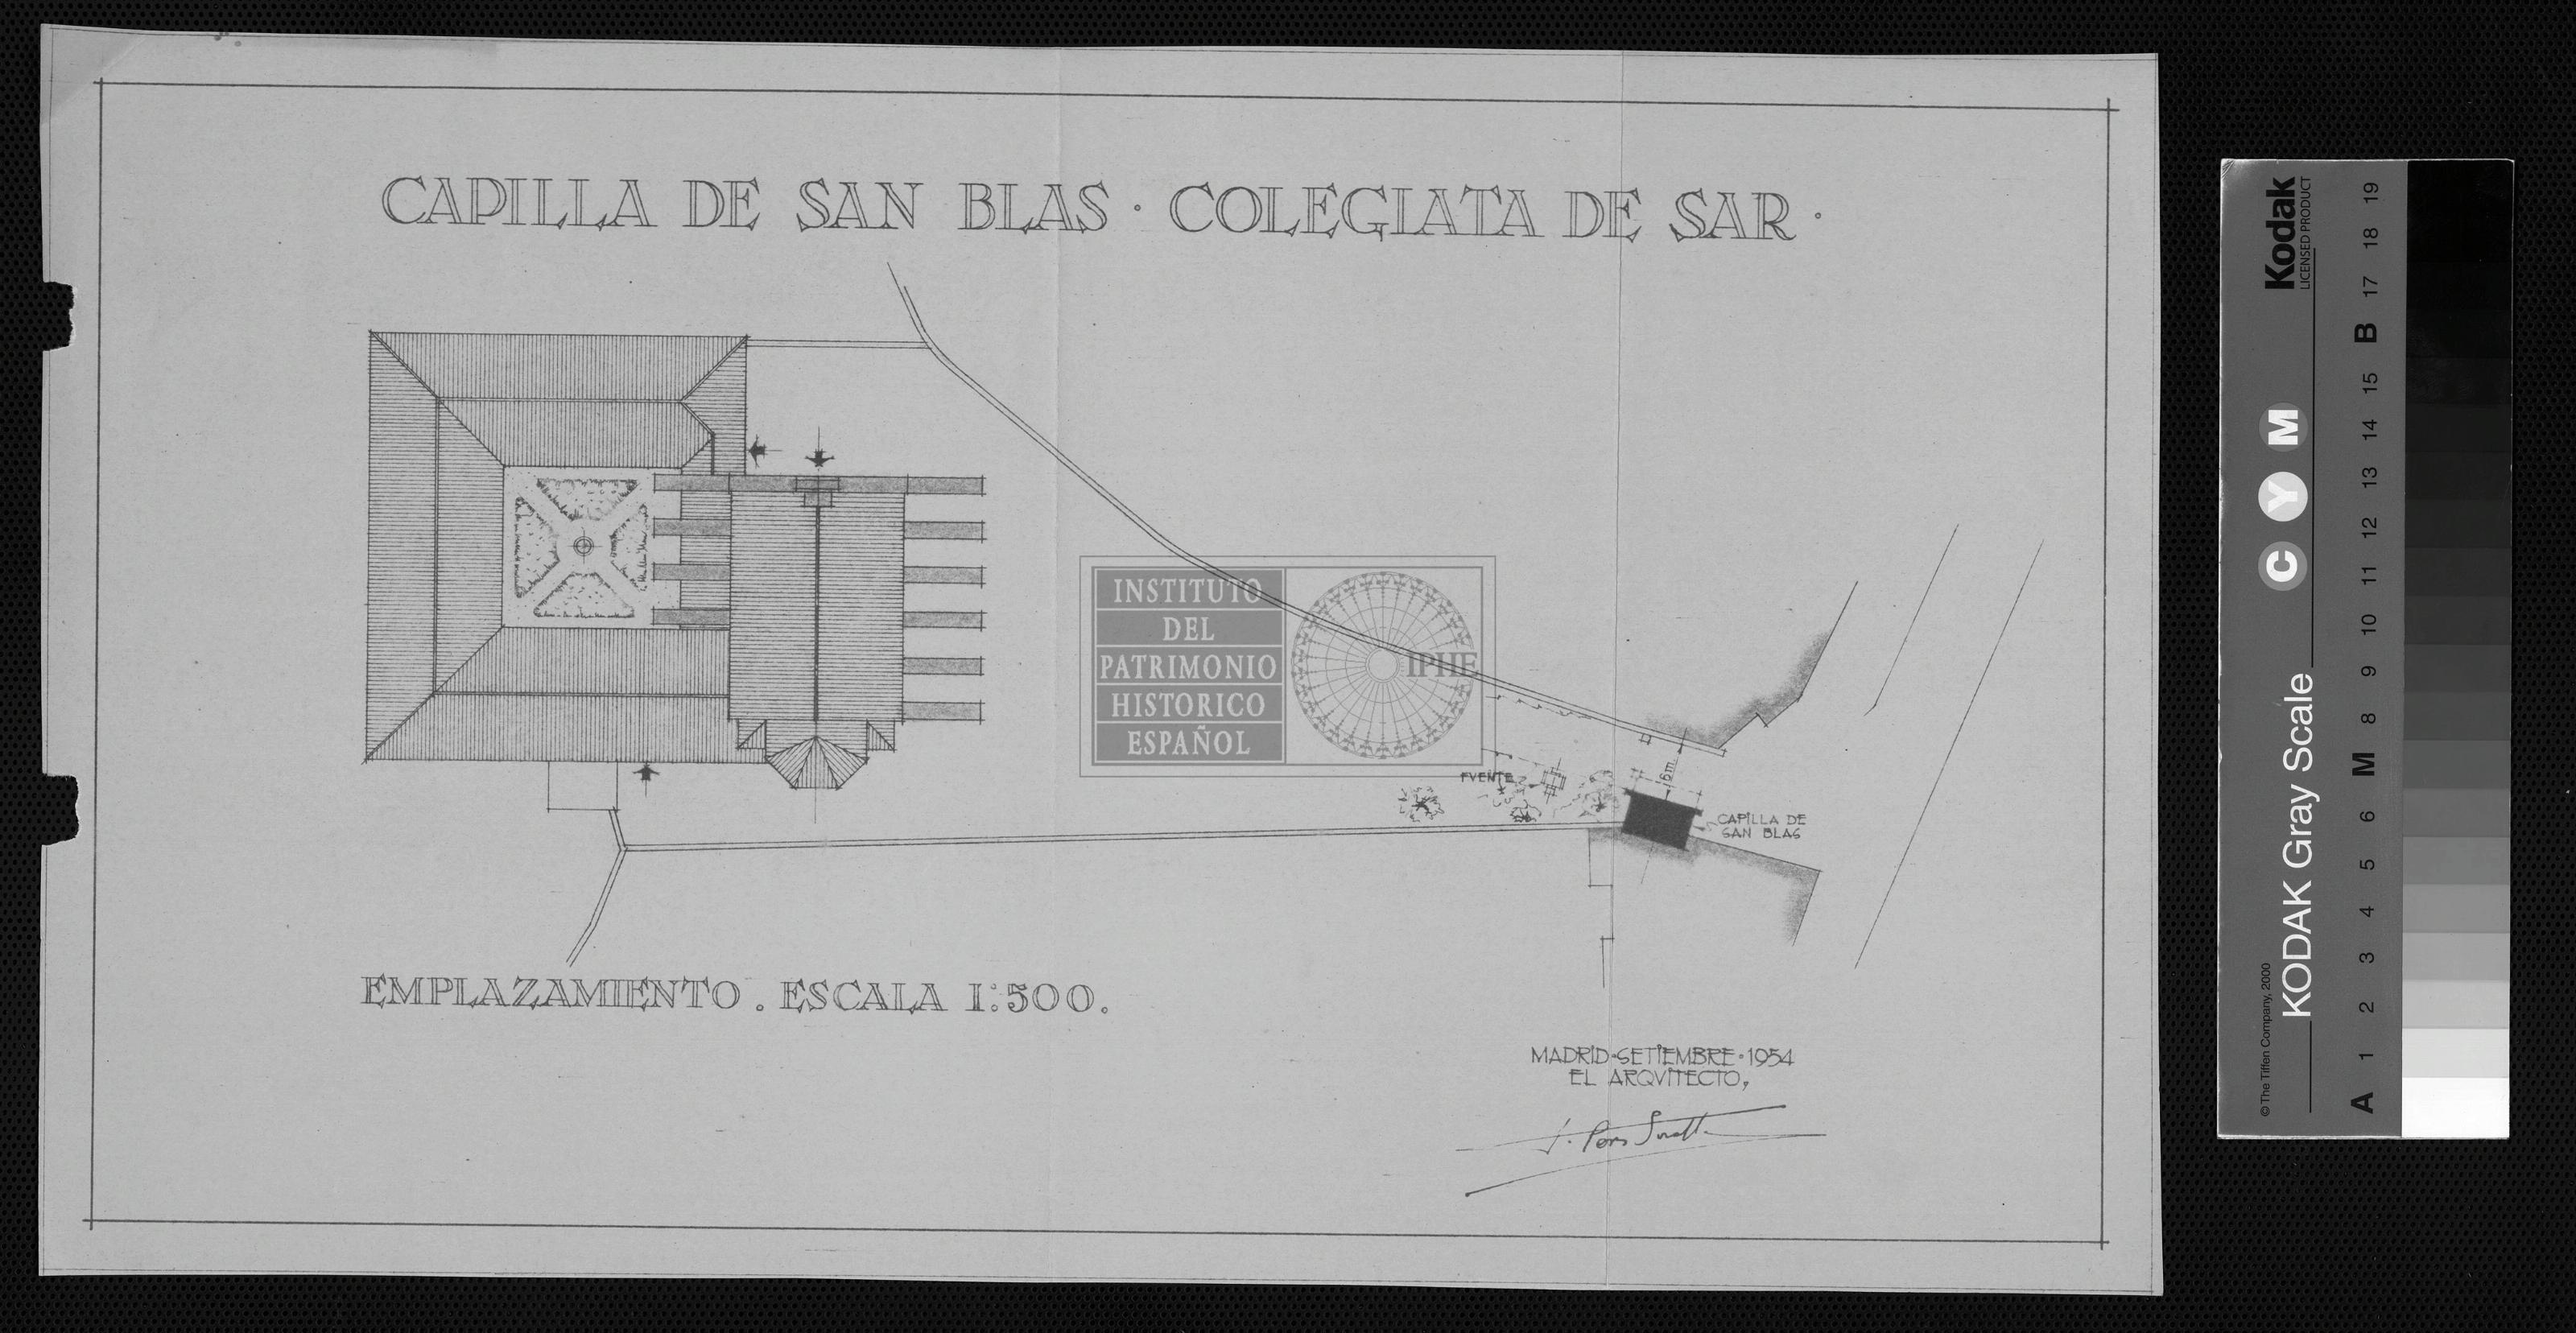 CAPILLA DE SAN BLAS · COLEGIATA DE SAR ·
INSTITUTO
DEL
PATRIMONIO
HISTORICO
ESPAÑOL
IPHE
FVENTE
6m.
CAPILLA DE
SAN BLAS
EMPLAZAMIENTO. ESCALA 1:500.
MADRID·SETIEMBRE·1954
EL ARQVITECTO,
Kodak
LICENSED PRODUCT
KODAK Gray Scale
C Y M
© The Tiffen Company, 2000
A 1 2 3 4 5 6 M 8 9 10 11 12 13 14 15 B 17 18 19